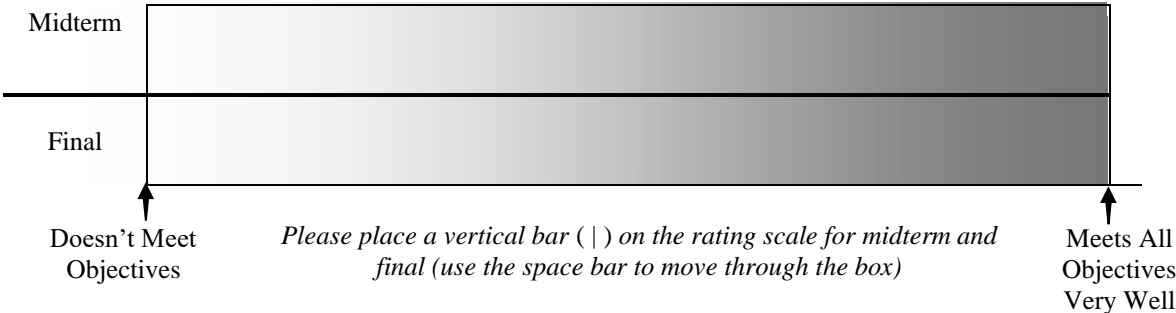 Midterm
Final
Doesn’t Meet
Objectives
Please place a vertical bar ( | ) on the rating scale for midterm and
final (use the space bar to move through the box)
Meets All
Objectives
Very Well